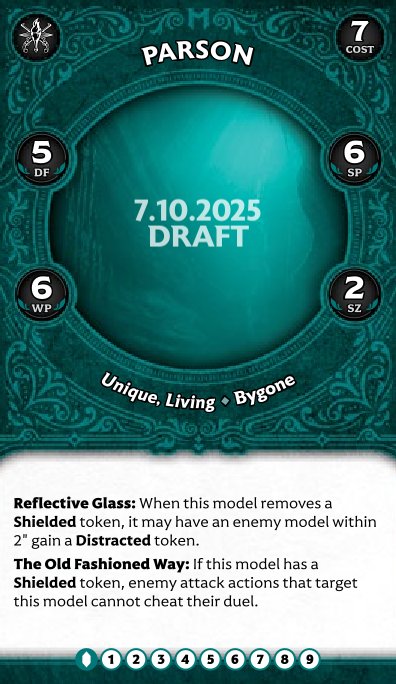 PARSON
7
COST
5
DF
6
SP
7.10.2025
DRAFT
6
WP
2
SZ
Unique, Living ♦ Bygone
Reflective Glass: When this model removes a
Shielded token, it may have an enemy model within
2" gain a Distracted token.
The Old Fashioned Way: If this model has a
Shielded token, enemy attack actions that target
this model cannot cheat their duel.
1 2 3 4 5 6 7 8 9